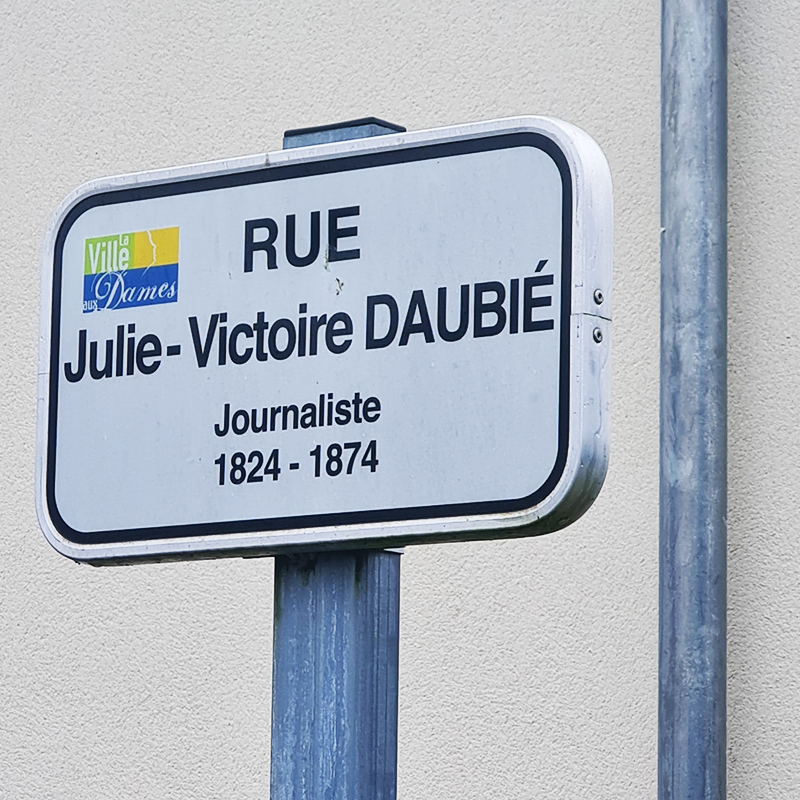 La
Ville
aux Dames
RUE
Julie-Victoire DAUBIÉ
Journaliste
1824 - 1874